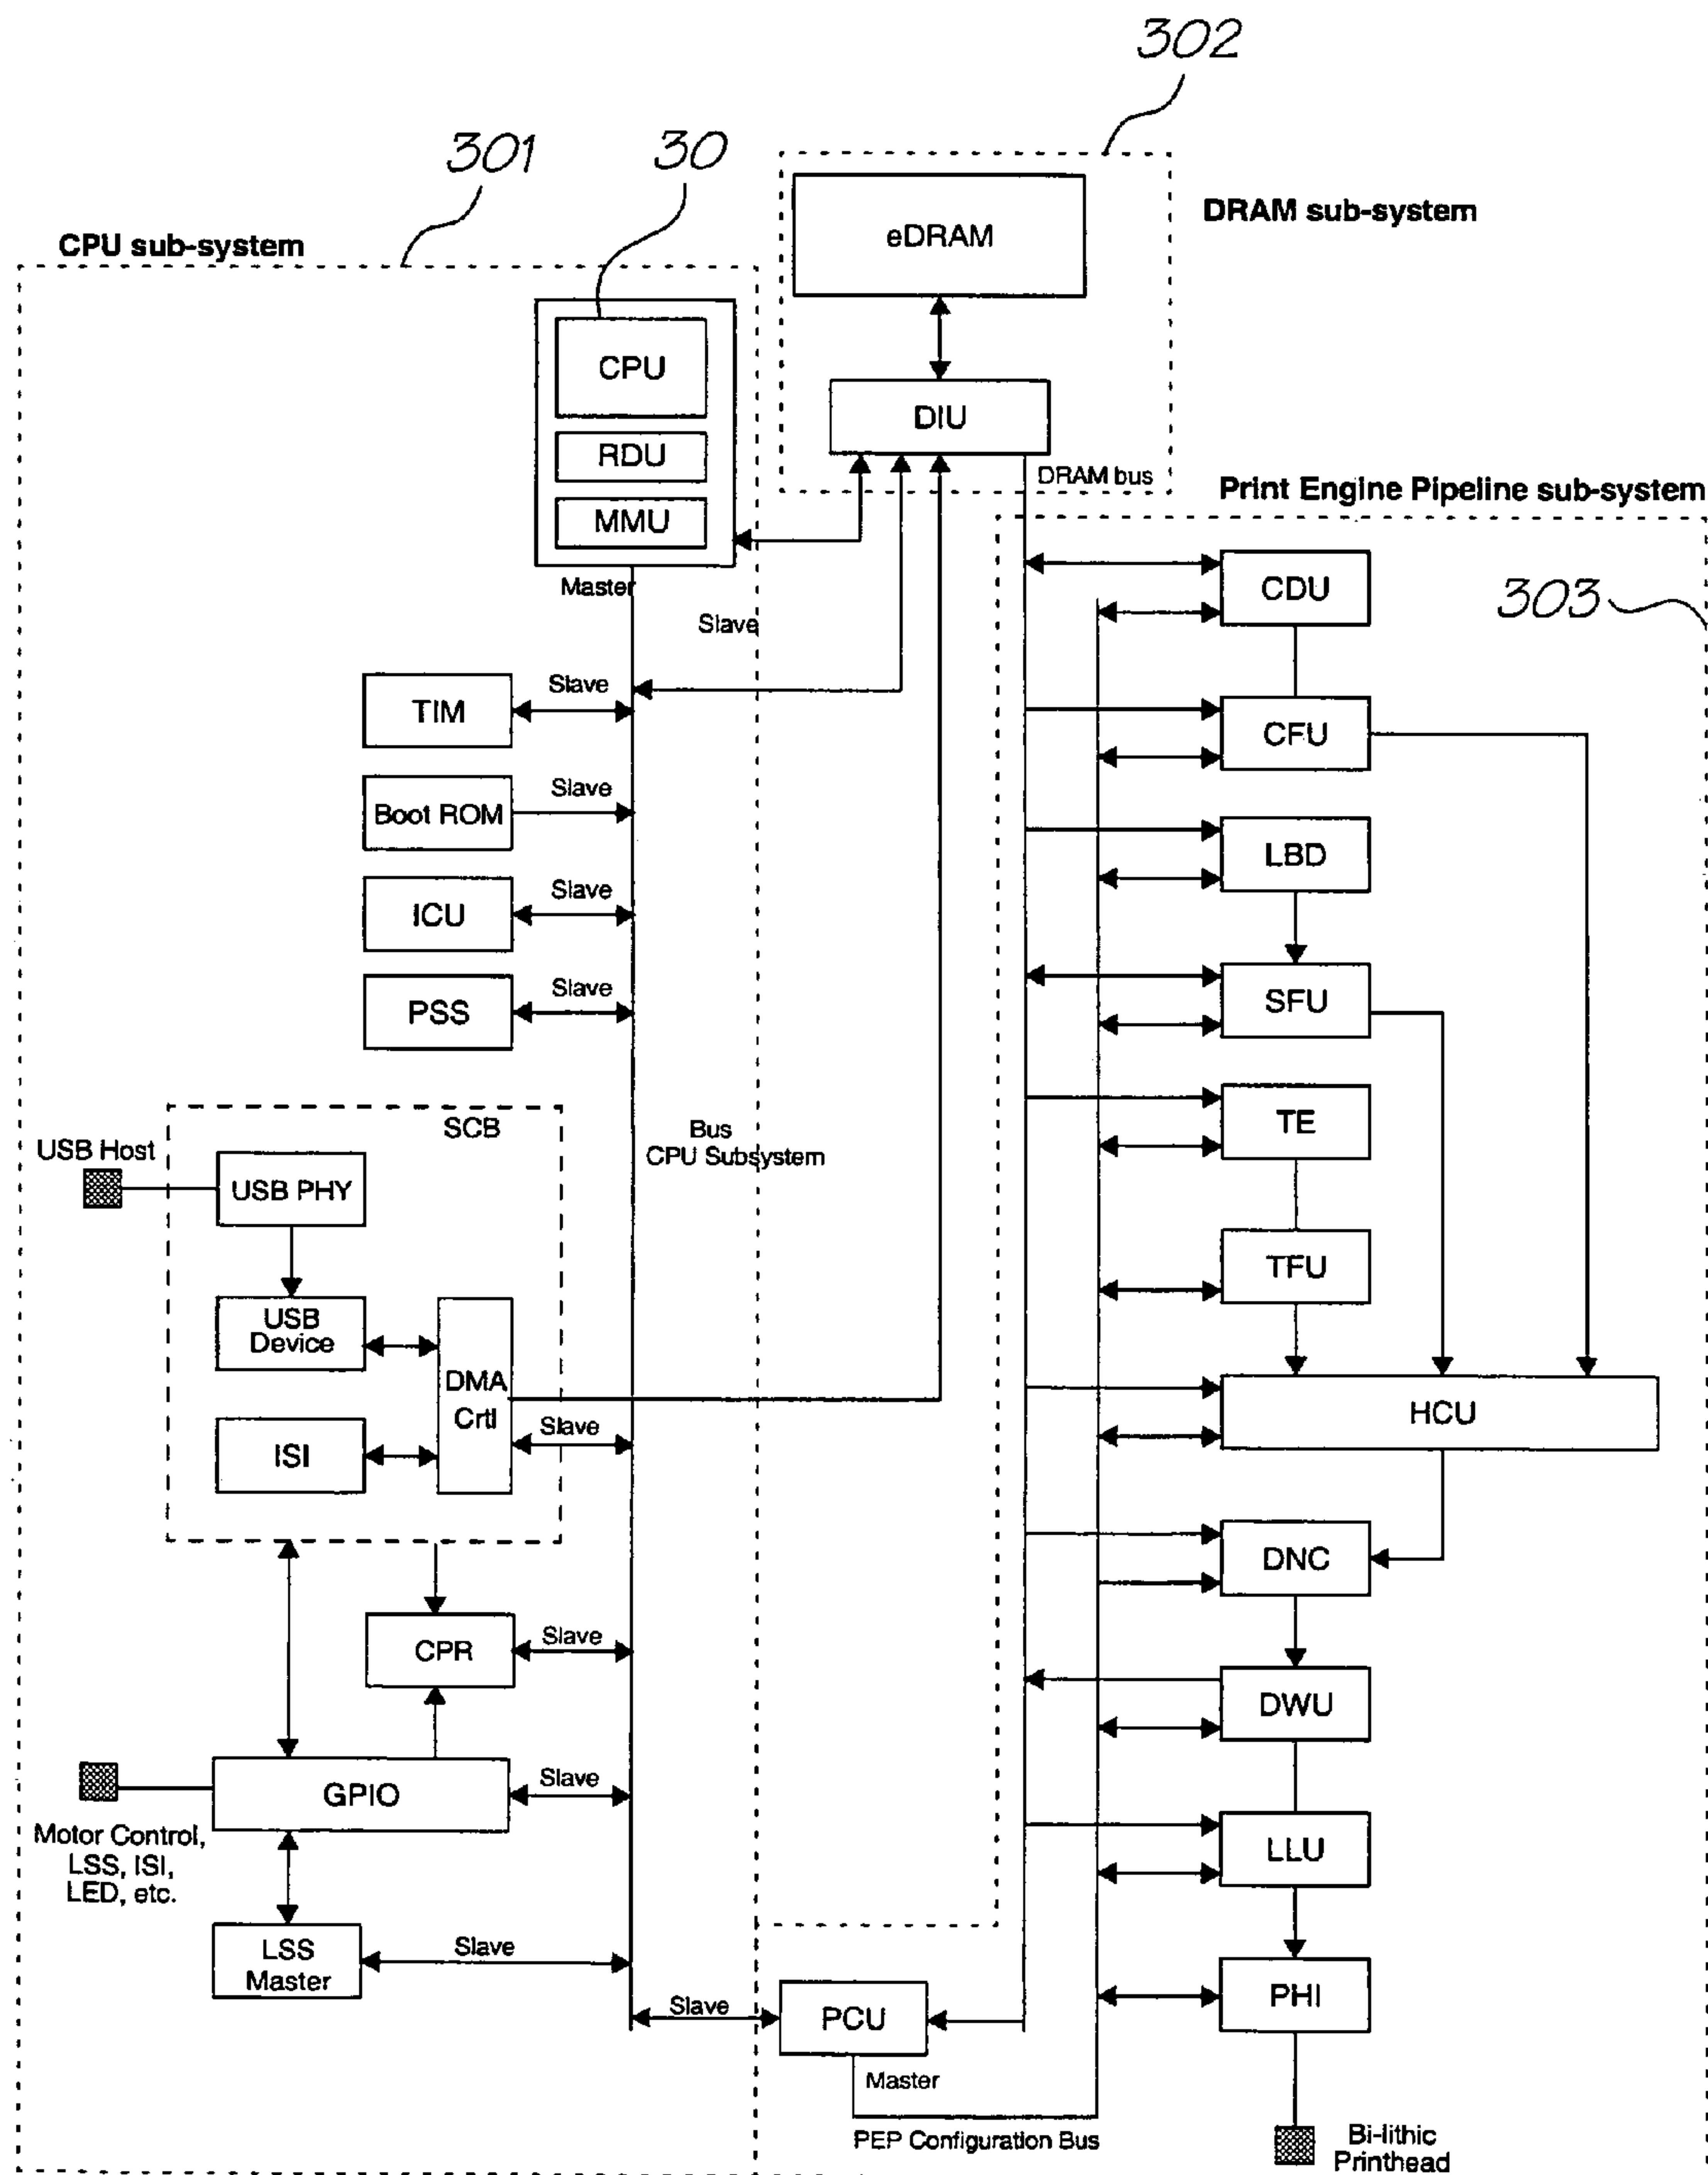 302
301
30
DRAM sub-system
CPU sub-system
eDRAM
CPU
DIU
RDU
MMU
DRAM bus
Print Engine Pipeline sub-system
Master
Slave
CDU
303
TIM
Slave
CFU
Boot ROM
Slave
LBD
ICU
Slave
PSS
Slave
SFU
SCB
Bus
CPU Subsystem
TE
USB Host
USB PHY
TFU
USB
Device
DMA
Crtl
Slave
HCU
ISI
DNC
CPR
Slave
DWU
GPIO
Slave
Motor Control,
LSS, ISI,
LED, etc.
LLU
LSS
Master
Slave
PHI
Slave
PCU
Master
PEP Configuration Bus
Bi-lithic
Printhead